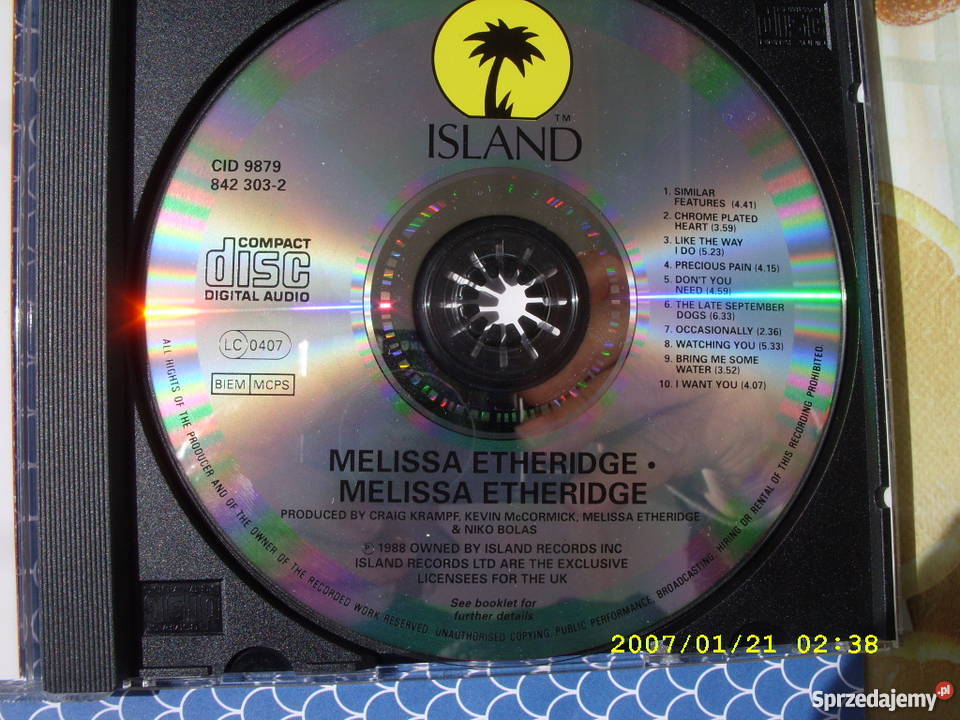 ISLAND
TM
CID 9879
842 303-2
COMPACT
disc
DIGITAL AUDIO
LC 0407
BIEM MCPS
1. SIMILAR
FEATURES (4.41)
2. CHROME PLATED
HEART (3.59)
3. LIKE THE WAY
I DO (5.23)
4. PRECIOUS PAIN (4.15)
5. DON'T YOU
NEED (4.59)
6. THE LATE SEPTEMBER
DOGS (6.33)
7. OCCASIONALLY (2.36)
8. WATCHING YOU (5.33)
9. BRING ME SOME
WATER (3.52)
10. I WANT YOU (4.07)
MELISSA ETHERIDGE •
MELISSA ETHERIDGE
PRODUCED BY CRAIG KRAMPF, KEVIN McCORMICK, MELISSA ETHERIDGE
& NIKO BOLAS
℗ 1988 OWNED BY ISLAND RECORDS INC
ISLAND RECORDS LTD ARE THE EXCLUSIVE
LICENSEES FOR THE UK
See booklet for
further details
ALL RIGHTS OF THE PRODUCER AND OF THE OWNER OF THE RECORDED WORK RESERVED. UNAUTHORISED COPYING, PUBLIC PERFORMANCE, BROADCASTING, HIRING OR RENTAL OF THIS RECORDING PROHIBITED.
2007/01/21 02:38
Sprzedajemy.pl